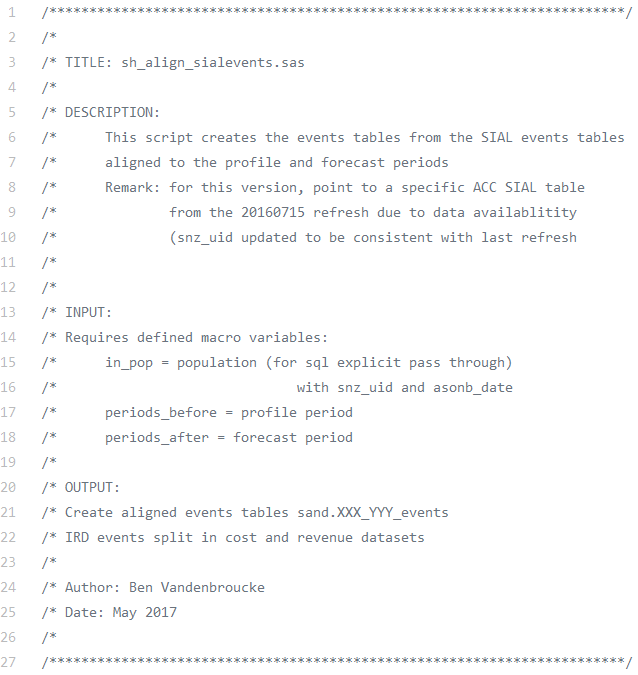 1 /************************************************************************/
2 /*
3 /* TITLE: sh_align_sialevents.sas
4 /*
5 /* DESCRIPTION:
6 /*      This script creates the events tables from the SIAL events tables
7 /*      aligned to the profile and forecast periods
8 /*      Remark: for this version, point to a specific ACC SIAL table
9 /*              from the 20160715 refresh due to data availablitity
10 /*              (snz_uid updated to be consistent with last refresh
11 /*
12 /*
13 /* INPUT:
14 /* Requires defined macro variables:
15 /*      in_pop = population (for sql explicit pass through)
16 /*                              with snz_uid and asonb_date
17 /*      periods_before = profile period
18 /*      periods_after = forecast period
19 /*
20 /* OUTPUT:
21 /* Create aligned events tables sand.XXX_YYY_events
22 /* IRD events split in cost and revenue datasets
23 /*
24 /* Author: Ben Vandenbroucke
25 /* Date: May 2017
26 /*
27 /************************************************************************/